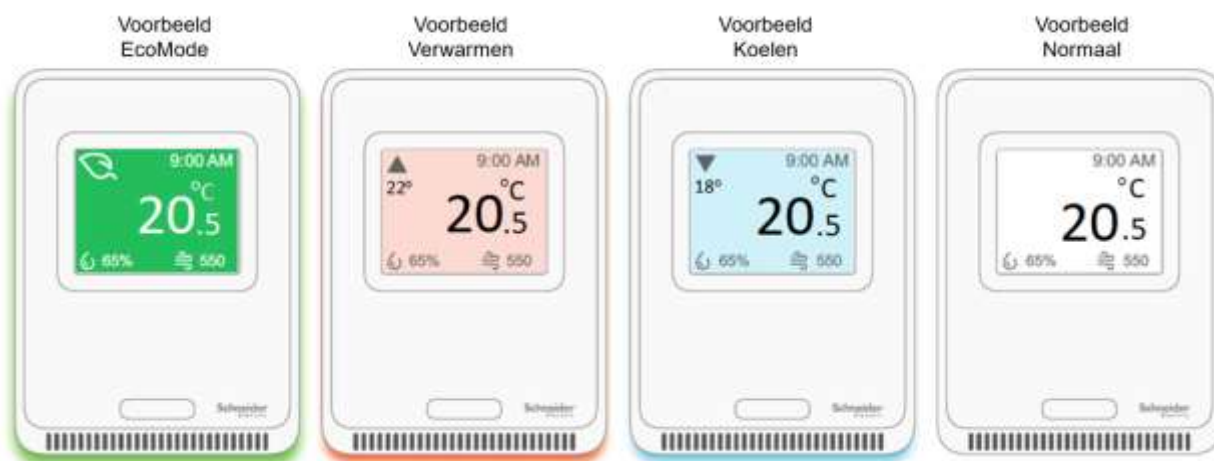 Voorbeeld
EcoMode
Voorbeeld
Verwarmen
Voorbeeld
Koelen
Voorbeeld
Normaal
9:00 AM
°C
20.5
65% 550
9:00 AM
22°
°C
20.5
65% 550
9:00 AM
18°
°C
20.5
65% 550
9:00 AM
°C
20.5
65% 550
Schneider
Schneider
Schneider
Schneider